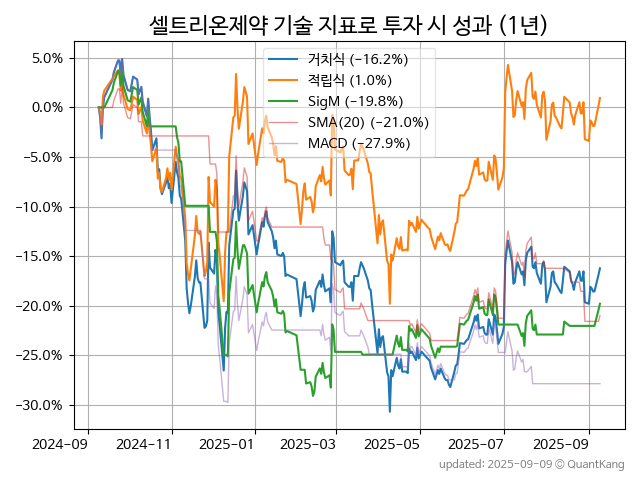 셀트리온제약 기술 지표로 투자 시 성과 (1년)
거치식 (−16.2%)
적립식 (1.0%)
SigM (−19.8%)
SMA(20) (−21.0%)
MACD (−27.9%)
5.0%
0.0%
−5.0%
−10.0%
−15.0%
−20.0%
−25.0%
−30.0%
2024-09 2024-11 2025-01 2025-03 2025-05 2025-07 2025-09
updated: 2025-09-09 © QuantKang